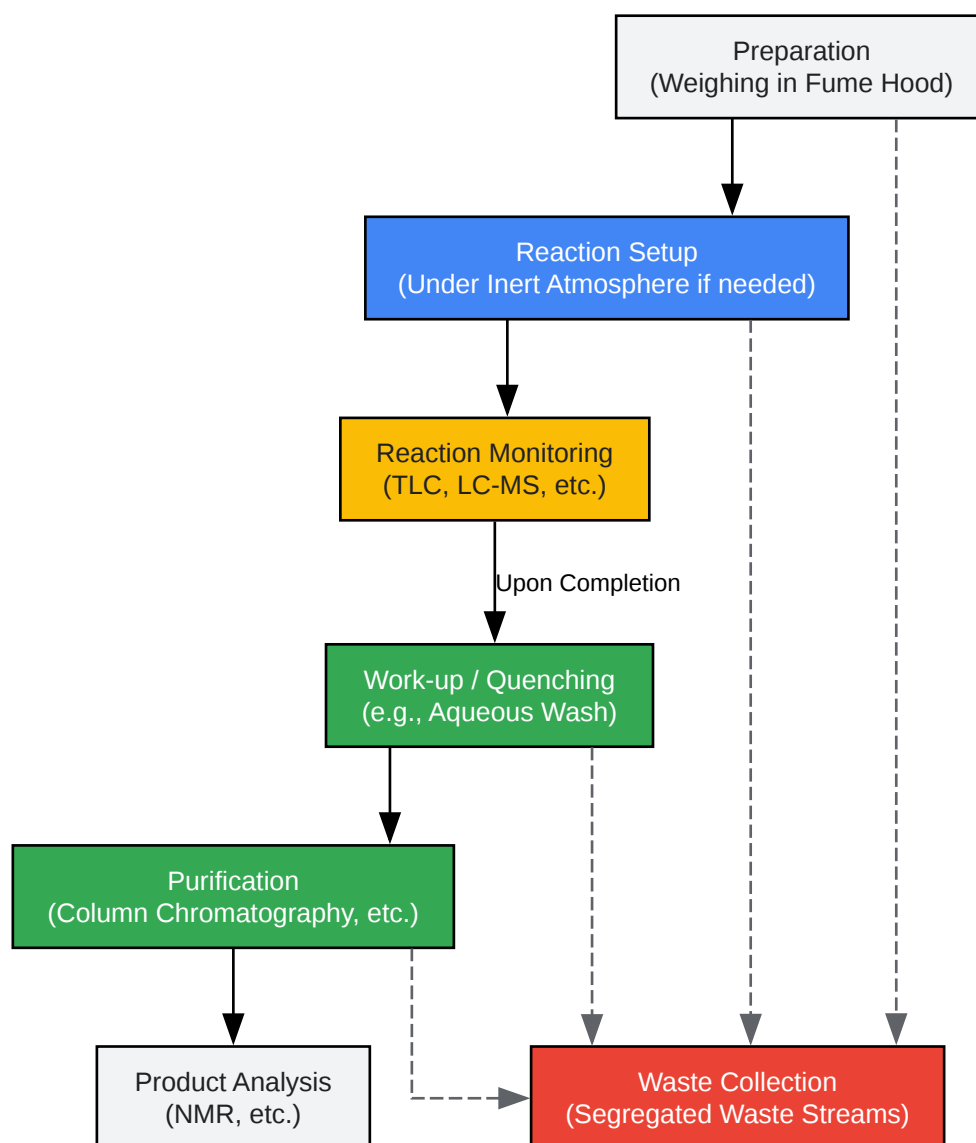 Preparation
(Weighing in Fume Hood)
Reaction Setup
(Under Inert Atmosphere if needed)
Reaction Monitoring
(TLC, LC-MS, etc.)
Upon Completion
Work-up / Quenching
(e.g., Aqueous Wash)
Purification
(Column Chromatography, etc.)
Product Analysis
(NMR, etc.)
Waste Collection
(Segregated Waste Streams)